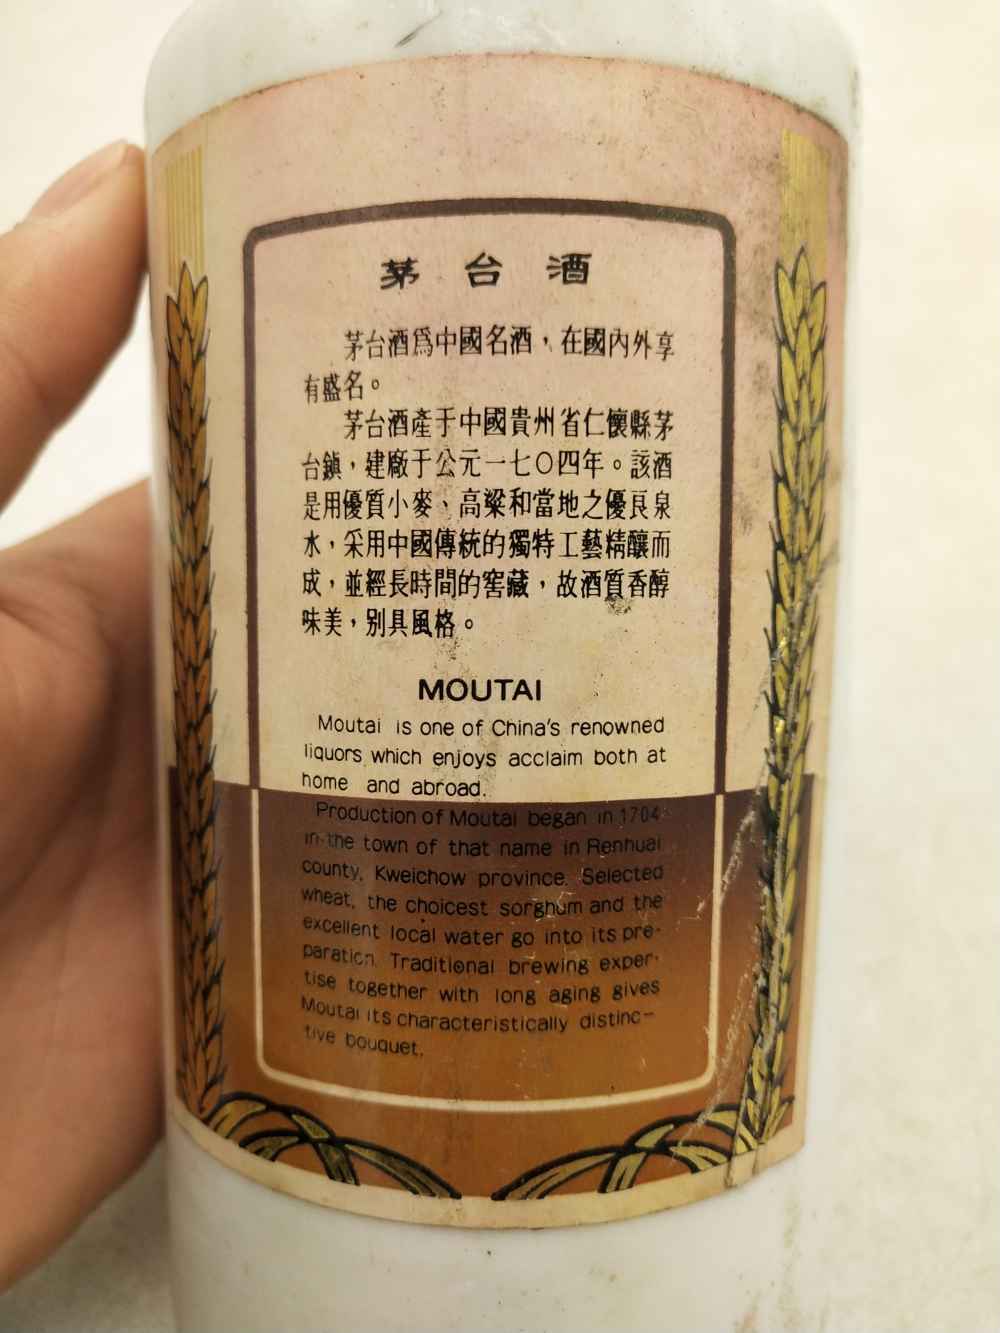 茅台酒
茅台酒爲中國名酒，在國內外享
有盛名。
茅台酒產于中國貴州省仁懷縣茅
台鎮，建廠于公元一七〇四年。該酒
是用優質小麥、高粱和當地之優良泉
水，采用中國傳統的獨特工藝精釀而
成，並經長時間的窖藏，故酒質香醇
味美，别具風格。
MOUTAI
Moutai is one of China's renowned
liquors which enjoys acclaim both at
home and abroad.
Production of Moutai began in 1704
in the town of that name in Renhuai
county, Kweichow province. Selected
wheat, the choicest sorghum and the
excellent local water go into its pre-
paration. Traditional brewing exper-
tise together with long aging gives
Moutai its characteristically distinc-
tive bouquet.